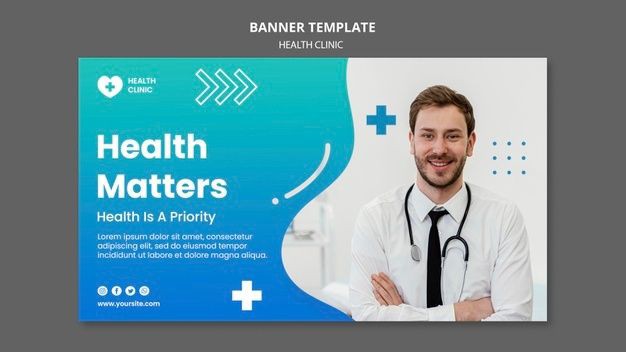 BANNER TEMPLATE
HEALTH CLINIC
HEALTH
CLINIC
Health
Matters
Health Is A Priority
Lorem ipsum dolor sit amet, consectetur
adipiscing elit, sed do eiusmod tempor
incididunt ut labore et dolore magna aliqua.
www.yoursite.com